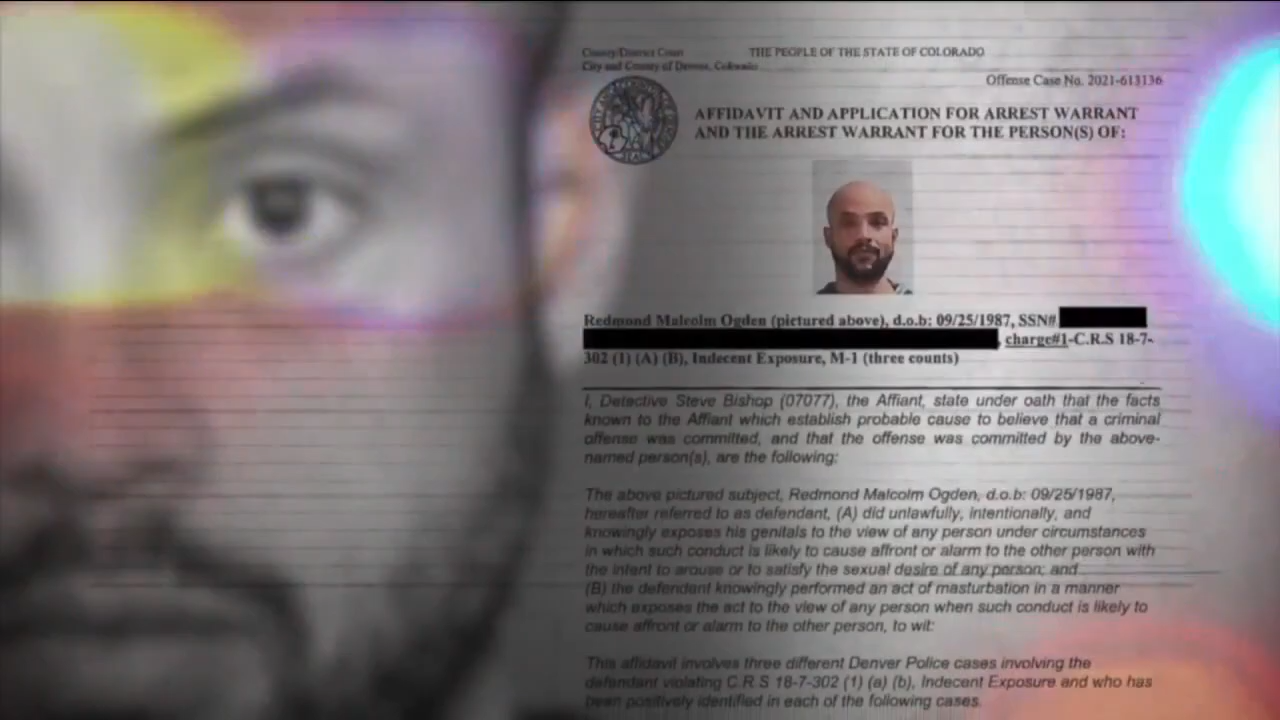 County/District Court
THE PEOPLE OF THE STATE OF COLORADO
City and County of Denver, Colorado
Offense Case No. 2021-613136
AFFIDAVIT AND APPLICATION FOR ARREST WARRANT
AND THE ARREST WARRANT FOR THE PERSON(S) OF:
Redmond Malcolm Ogden (pictured above), d.o.b: 09/25/1987, SSN#
, charge#1-C.R.S 18-7-
302 (1) (A) (B), Indecent Exposure, M-1 (three counts)
I, Detective Steve Bishop (07077), the Affiant, state under oath that the facts
known to the Affiant which establish probable cause to believe that a criminal
offense was committed, and that the offense was committed by the above-
named person(s), are the following:
The above pictured subject, Redmond Malcolm Ogden, d.o.b: 09/25/1987,
hereafter referred to as defendant, (A) did unlawfully, intentionally, and
knowingly exposes his genitals to the view of any person under circumstances
in which such conduct is likely to cause affront or alarm to the other person with
the intent to arouse or to satisfy the sexual desire of any person; and
(B) the defendant knowingly performed an act of masturbation in a manner
which exposes the act to the view of any person when such conduct is likely to
cause affront or alarm to the other person, to wit:
This affidavit involves three different Denver Police cases involving the
defendant violating C.R.S 18-7-302 (1) (a) (b), Indecent Exposure and who has
been positively identified in each of the following cases.